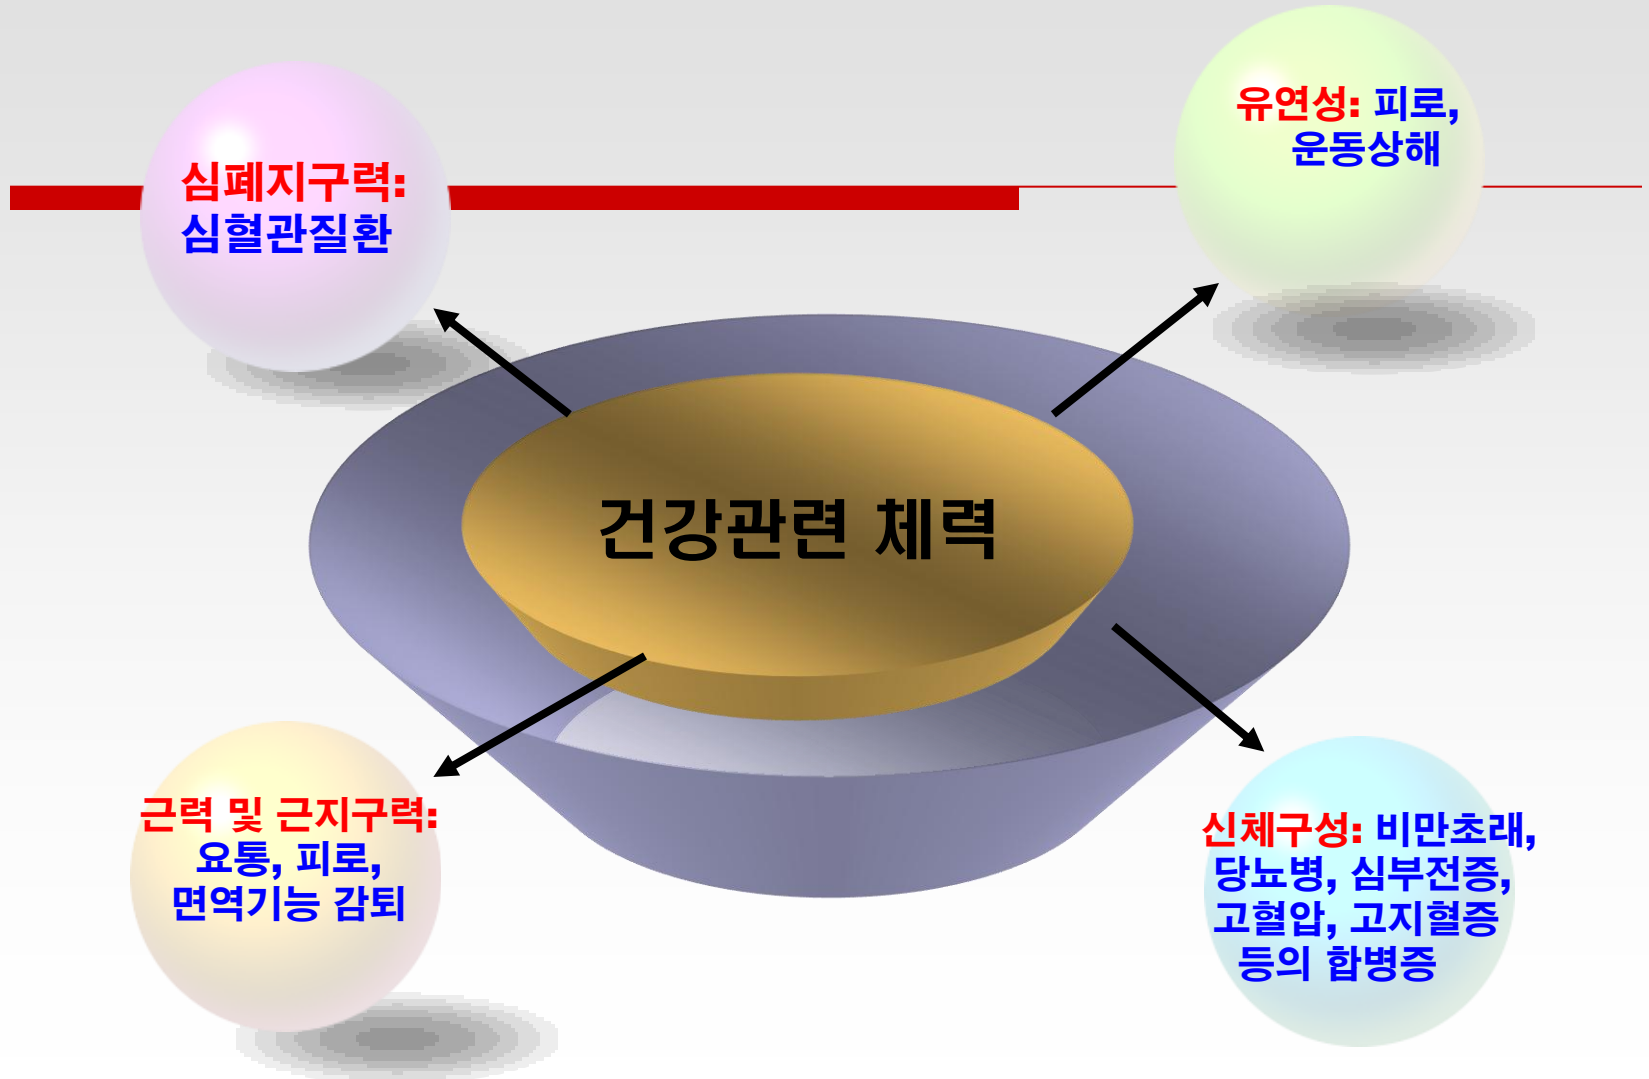 심폐지구력:
심혈관질환
유연성: 피로,
운동상해
건강관련 체력
근력 및 근지구력:
요통, 피로,
면역기능 감퇴
신체구성: 비만초래,
당뇨병, 심부전증,
고혈압, 고지혈증
등의 합병증